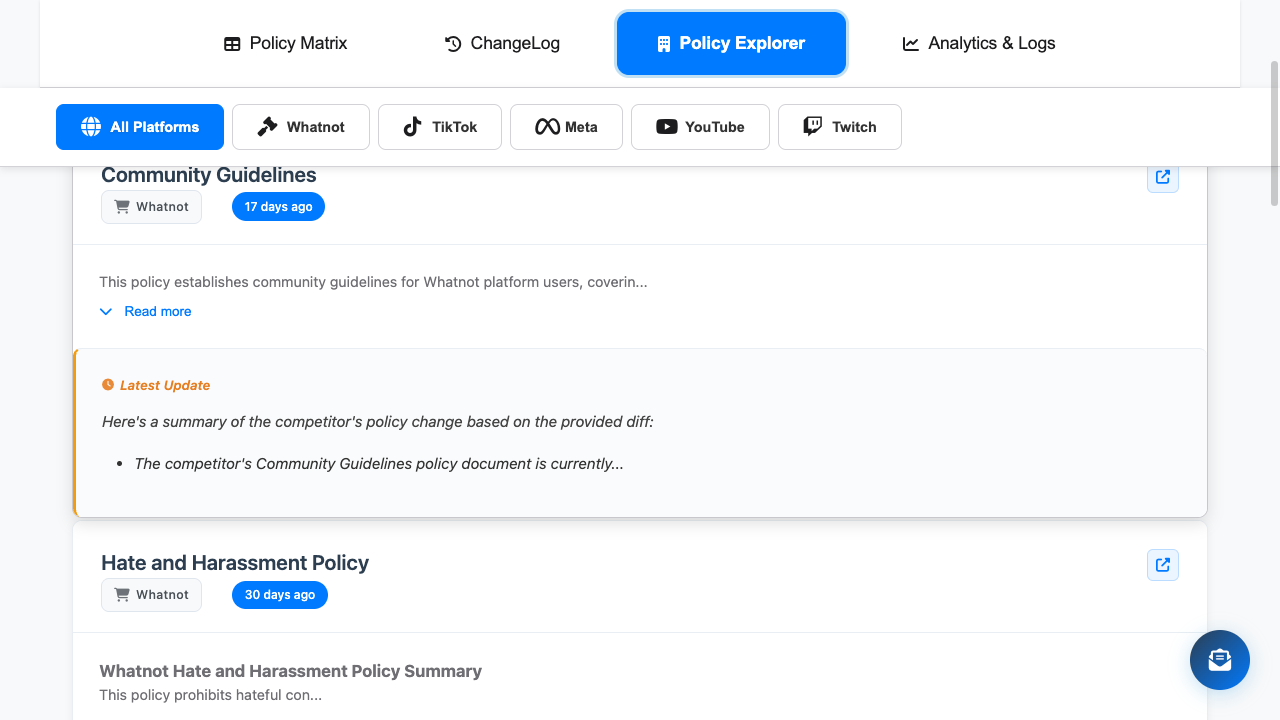 Policy Matrix
ChangeLog
Policy Explorer
Analytics & Logs
All Platforms
Whatnot
TikTok
Meta
YouTube
Twitch
Community Guidelines
Whatnot
17 days ago
This policy establishes community guidelines for Whatnot platform users, coverin...
Read more
Latest Update
Here's a summary of the competitor's policy change based on the provided diff:
• The competitor's Community Guidelines policy document is currently...
Hate and Harassment Policy
Whatnot
30 days ago
Whatnot Hate and Harassment Policy Summary
This policy prohibits hateful con...